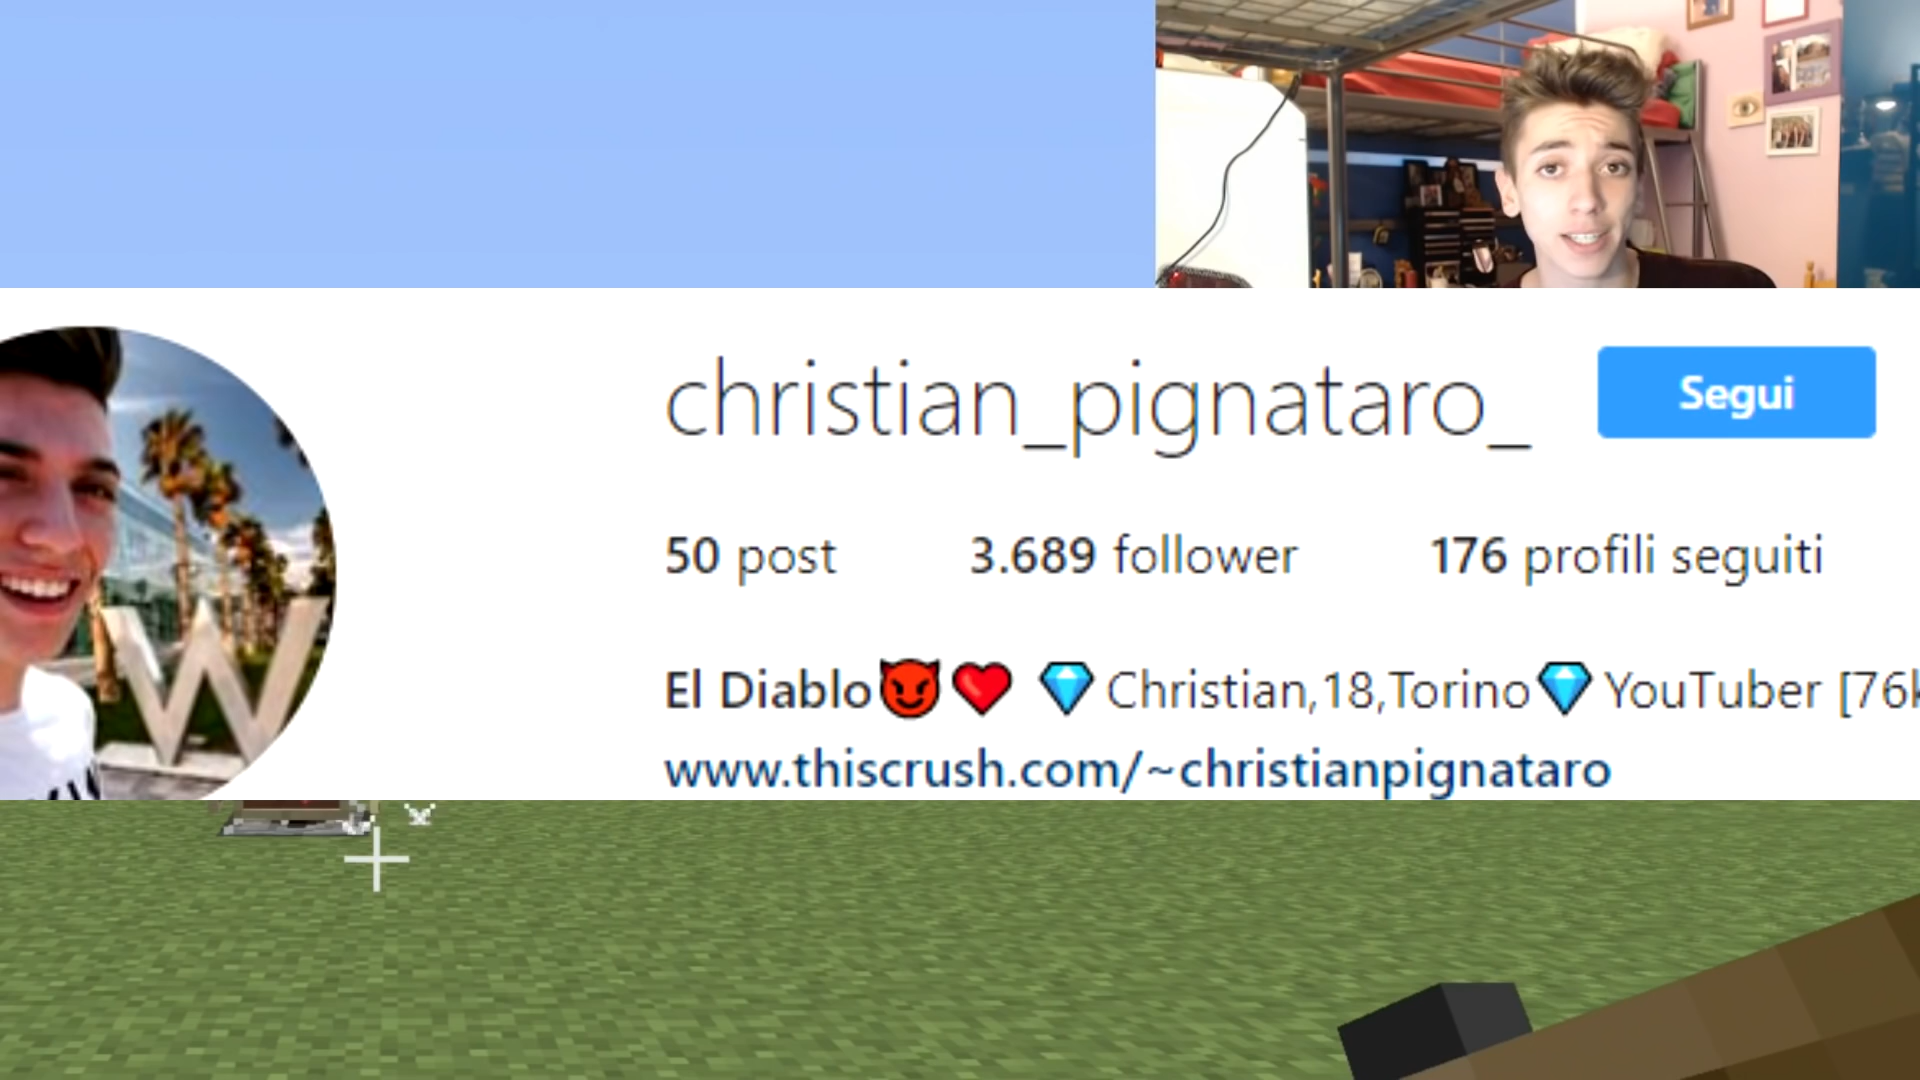 christian_pignataro_ Segui
50 post 3.689 follower 176 profili seguiti
El Diablo😈❤️ 💎Christian,18,Torino💎YouTuber [76k
www.thiscrush.com/~christianpignataro
W